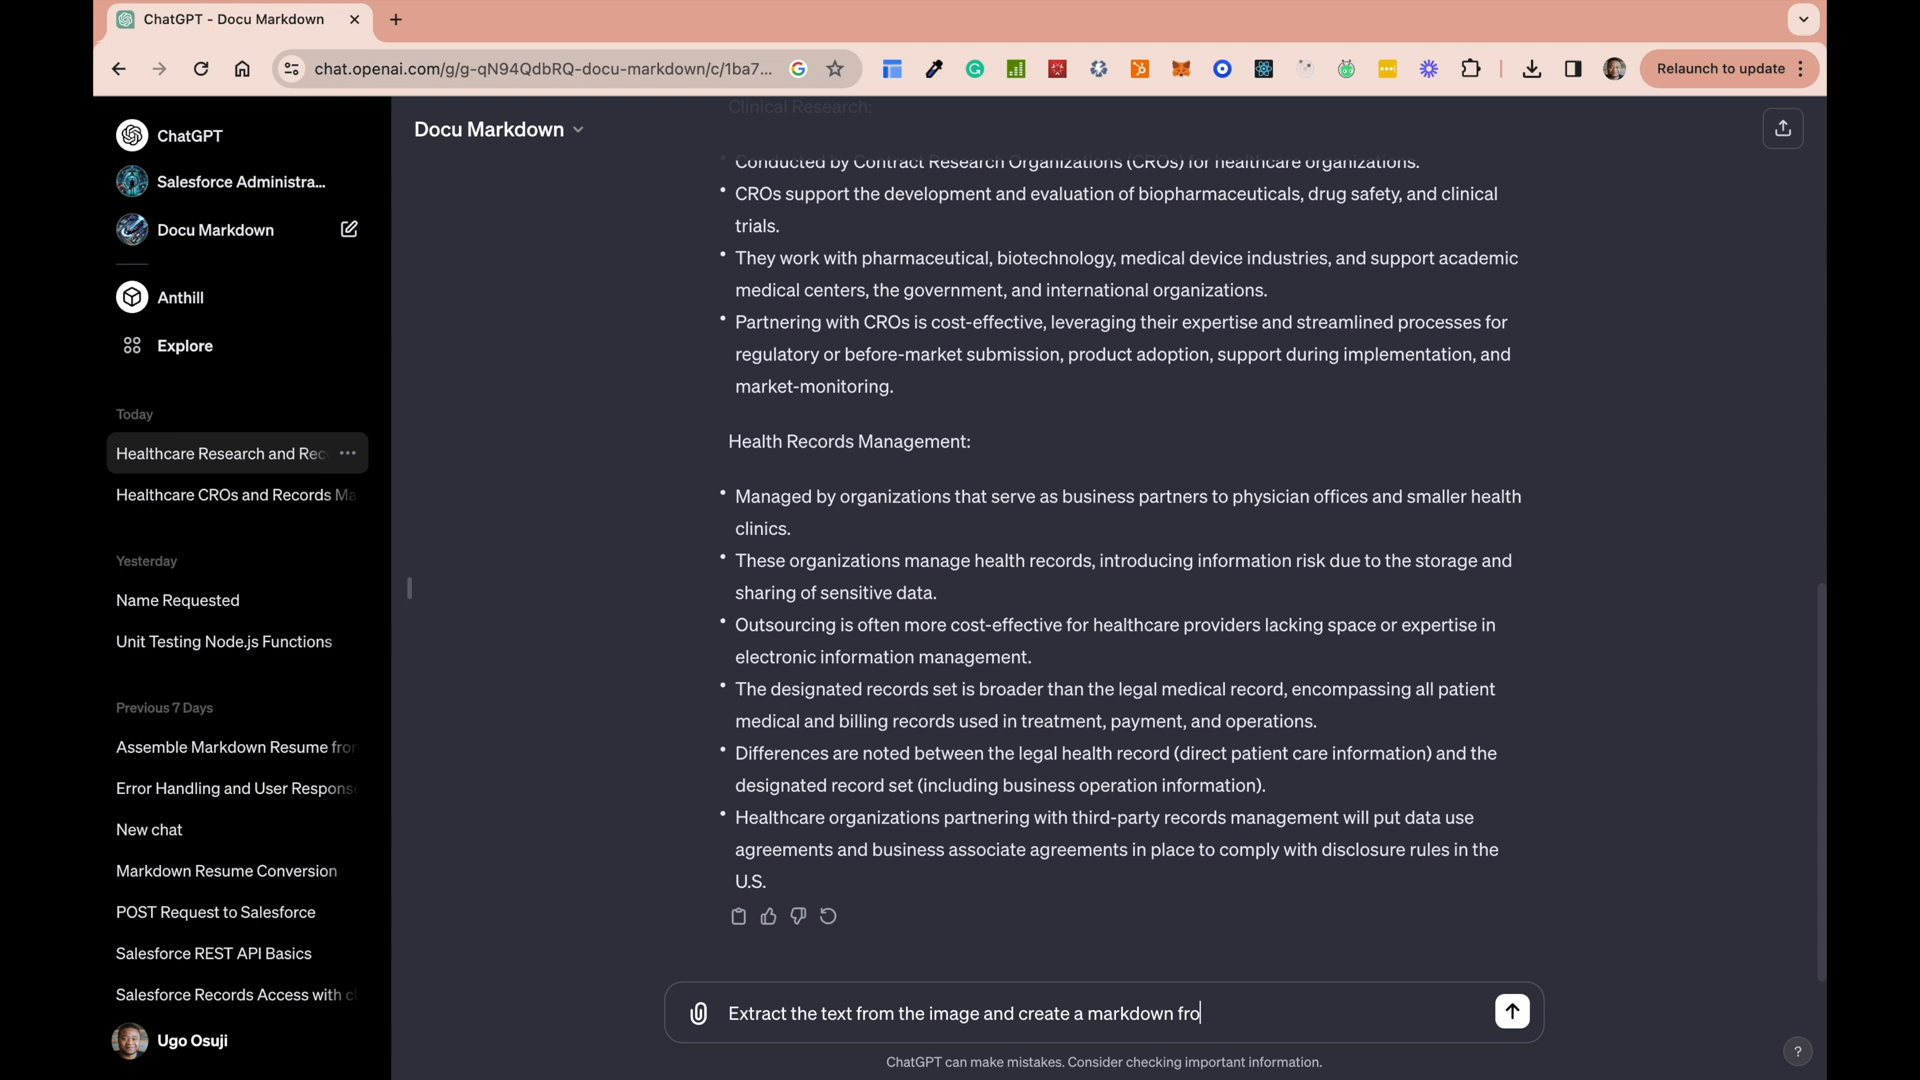 ChatGPT - Docu Markdown
chat.openai.com/g/g-qN94QdbRQ-docu-markdown/c/1ba7...
Relaunch to update
ChatGPT
Salesforce Administra...
Docu Markdown
Anthill
Explore
Today
Healthcare Research and Rec
Healthcare CROs and Records Ma
Yesterday
Name Requested
Unit Testing Node.js Functions
Previous 7 Days
Assemble Markdown Resume from
Error Handling and User Response
New chat
Markdown Resume Conversion
POST Request to Salesforce
Salesforce REST API Basics
Salesforce Records Access with c
Ugo Osuji
Docu Markdown
Clinical Research:
• Conducted by Contract Research Organizations (CROs) for healthcare organizations.
• CROs support the development and evaluation of biopharmaceuticals, drug safety, and clinical
trials.
• They work with pharmaceutical, biotechnology, medical device industries, and support academic
medical centers, the government, and international organizations.
• Partnering with CROs is cost-effective, leveraging their expertise and streamlined processes for
regulatory or before-market submission, product adoption, support during implementation, and
market-monitoring.
Health Records Management:
• Managed by organizations that serve as business partners to physician offices and smaller health
clinics.
• These organizations manage health records, introducing information risk due to the storage and
sharing of sensitive data.
• Outsourcing is often more cost-effective for healthcare providers lacking space or expertise in
electronic information management.
• The designated records set is broader than the legal medical record, encompassing all patient
medical and billing records used in treatment, payment, and operations.
• Differences are noted between the legal health record (direct patient care information) and the
designated record set (including business operation information).
• Healthcare organizations partnering with third-party records management will put data use
agreements and business associate agreements in place to comply with disclosure rules in the
U.S.
Extract the text from the image and create a markdown fro
ChatGPT can make mistakes. Consider checking important information.
?